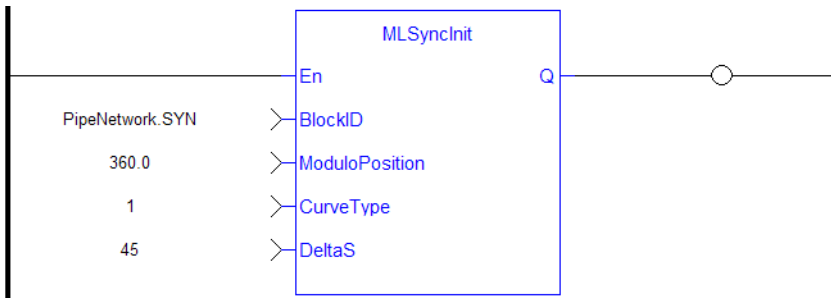 MLSyncInit
En Q
PipeNetwork.SYN BlockID
360.0 ModuloPosition
1 CurveType
45 DeltaS